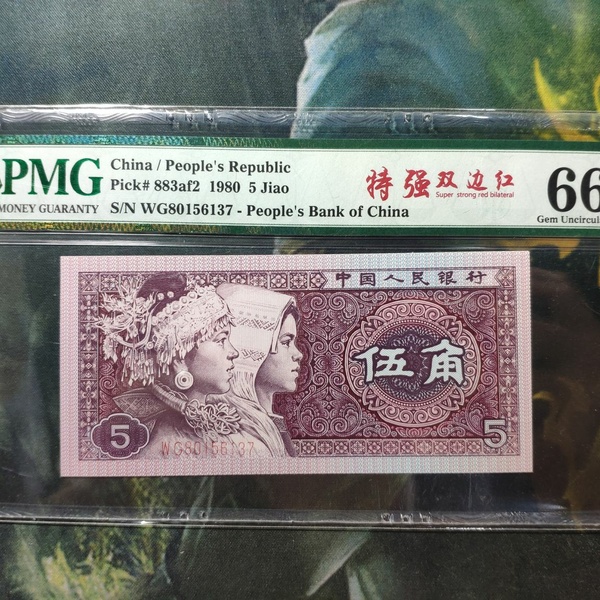 PMG
MONEY GUARANTY
China / People's Republic
Pick# 883af2 1980 5 Jiao
S/N WG80156137 - People's Bank of China
特强双边红
Super strong red bilateral
66
Gem Uncircul
中国人民银行
伍角
5
WG80156137
5